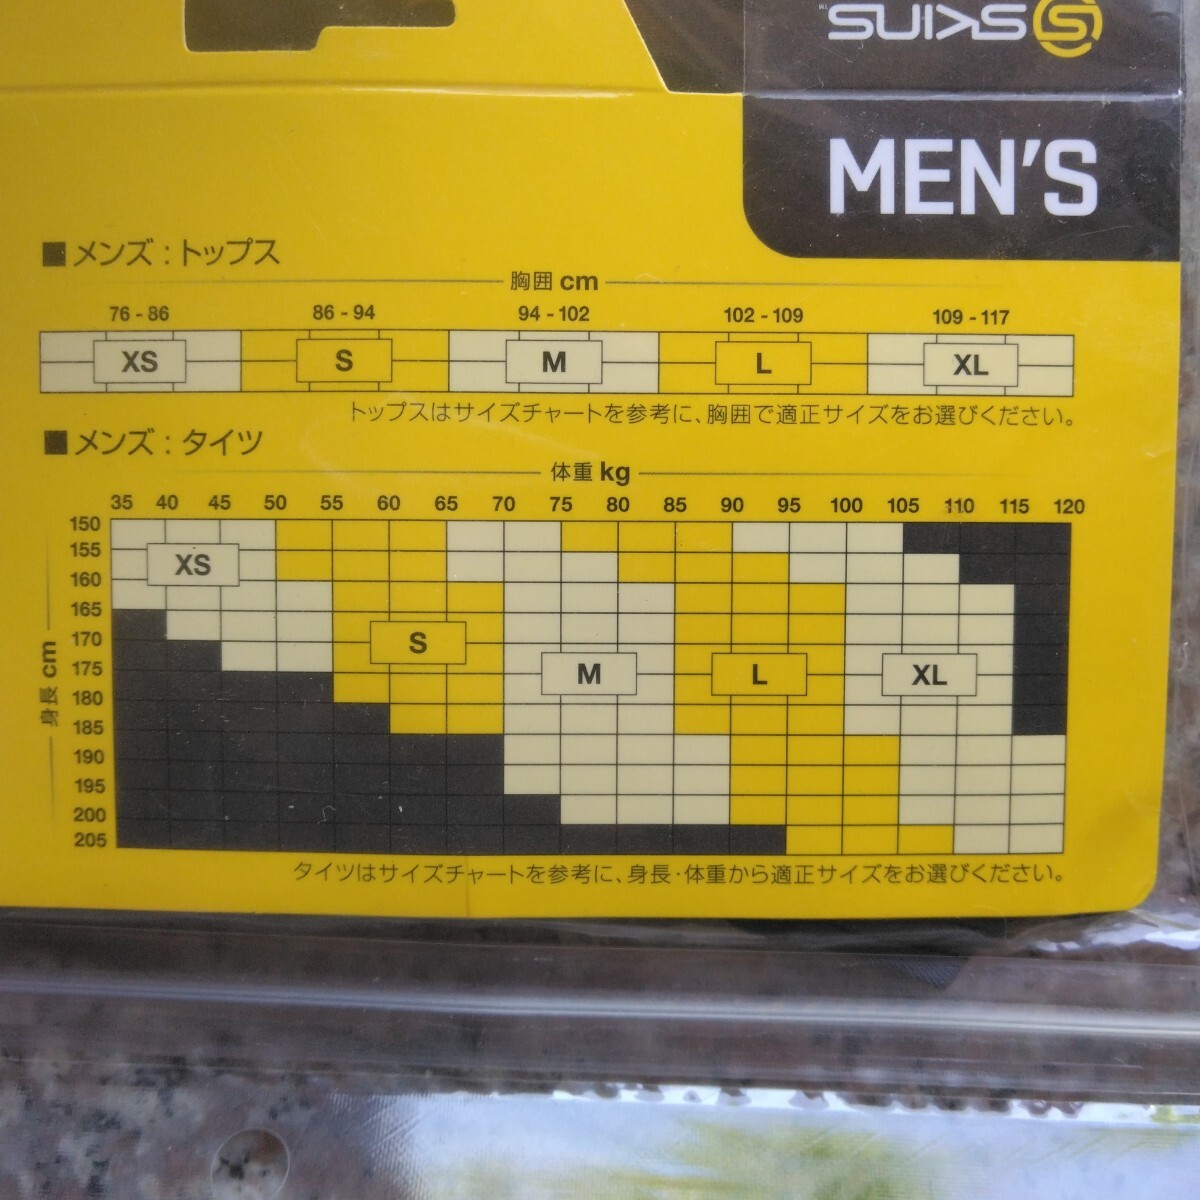 SKINS™
MEN'S
■メンズ：トップス
胸囲 cm
76 - 86 86 - 94 94 - 102 102 - 109 109 - 117
XS S M L XL
トップスはサイズチャートを参考に、胸囲で適正サイズをお選びください。
■メンズ：タイツ
体重 kg
35 40 45 50 55 60 65 70 75 80 85 90 95 100 105 110 115 120
身長 cm
150
155
160
165
170
175
180
185
190
195
200
205
XS
S
M L XL
タイツはサイズチャートを参考に、身長・体重から適正サイズをお選びください。